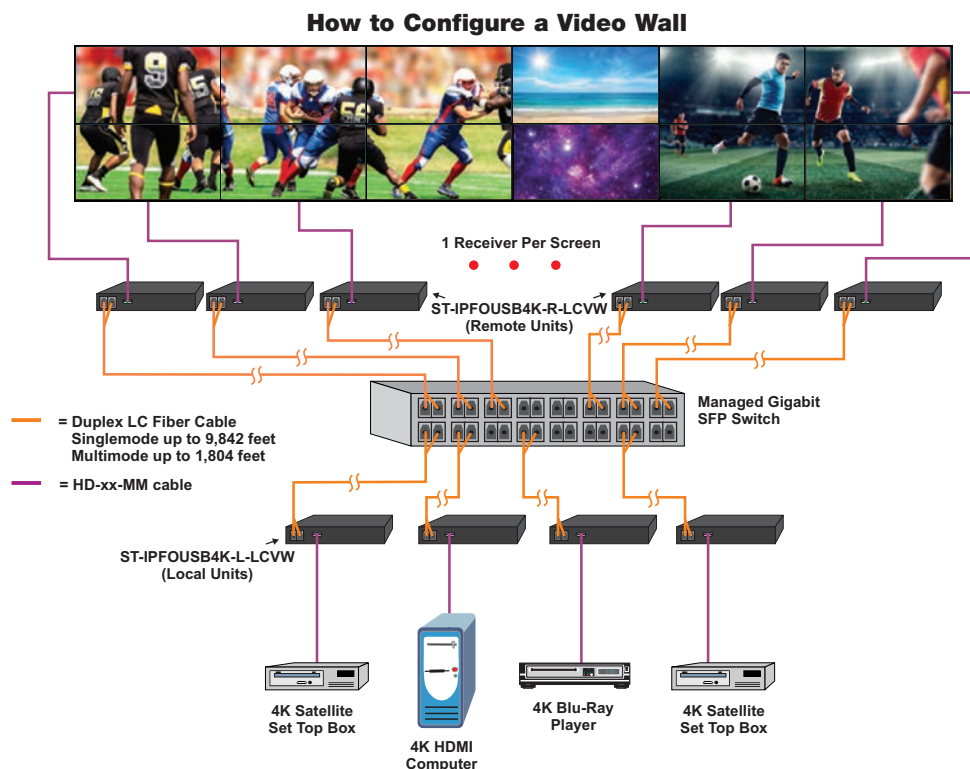 How to Configure a Video Wall
9
15
56
1 Receiver Per Screen
ST-IPFOUSB4K-R-LCVW
(Remote Units)
Managed Gigabit
SFP Switch
= Duplex LC Fiber Cable
Singlemode up to 9,842 feet
Multimode up to 1,804 feet
= HD-xx-MM cable
ST-IPFOUSB4K-L-LCVW
(Local Units)
4K Satellite
Set Top Box
4K HDMI
Computer
4K Blu-Ray
Player
4K Satellite
Set Top Box